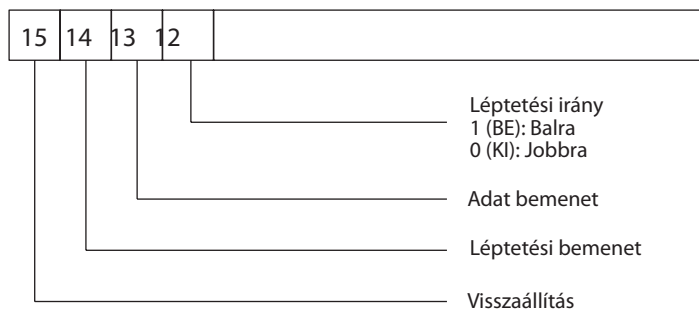 15 14 13 12
Léptetési irány
1 (BE): Balra
0 (KI): Jobbra
Adat bemenet
Léptetési bemenet
Visszaállítás